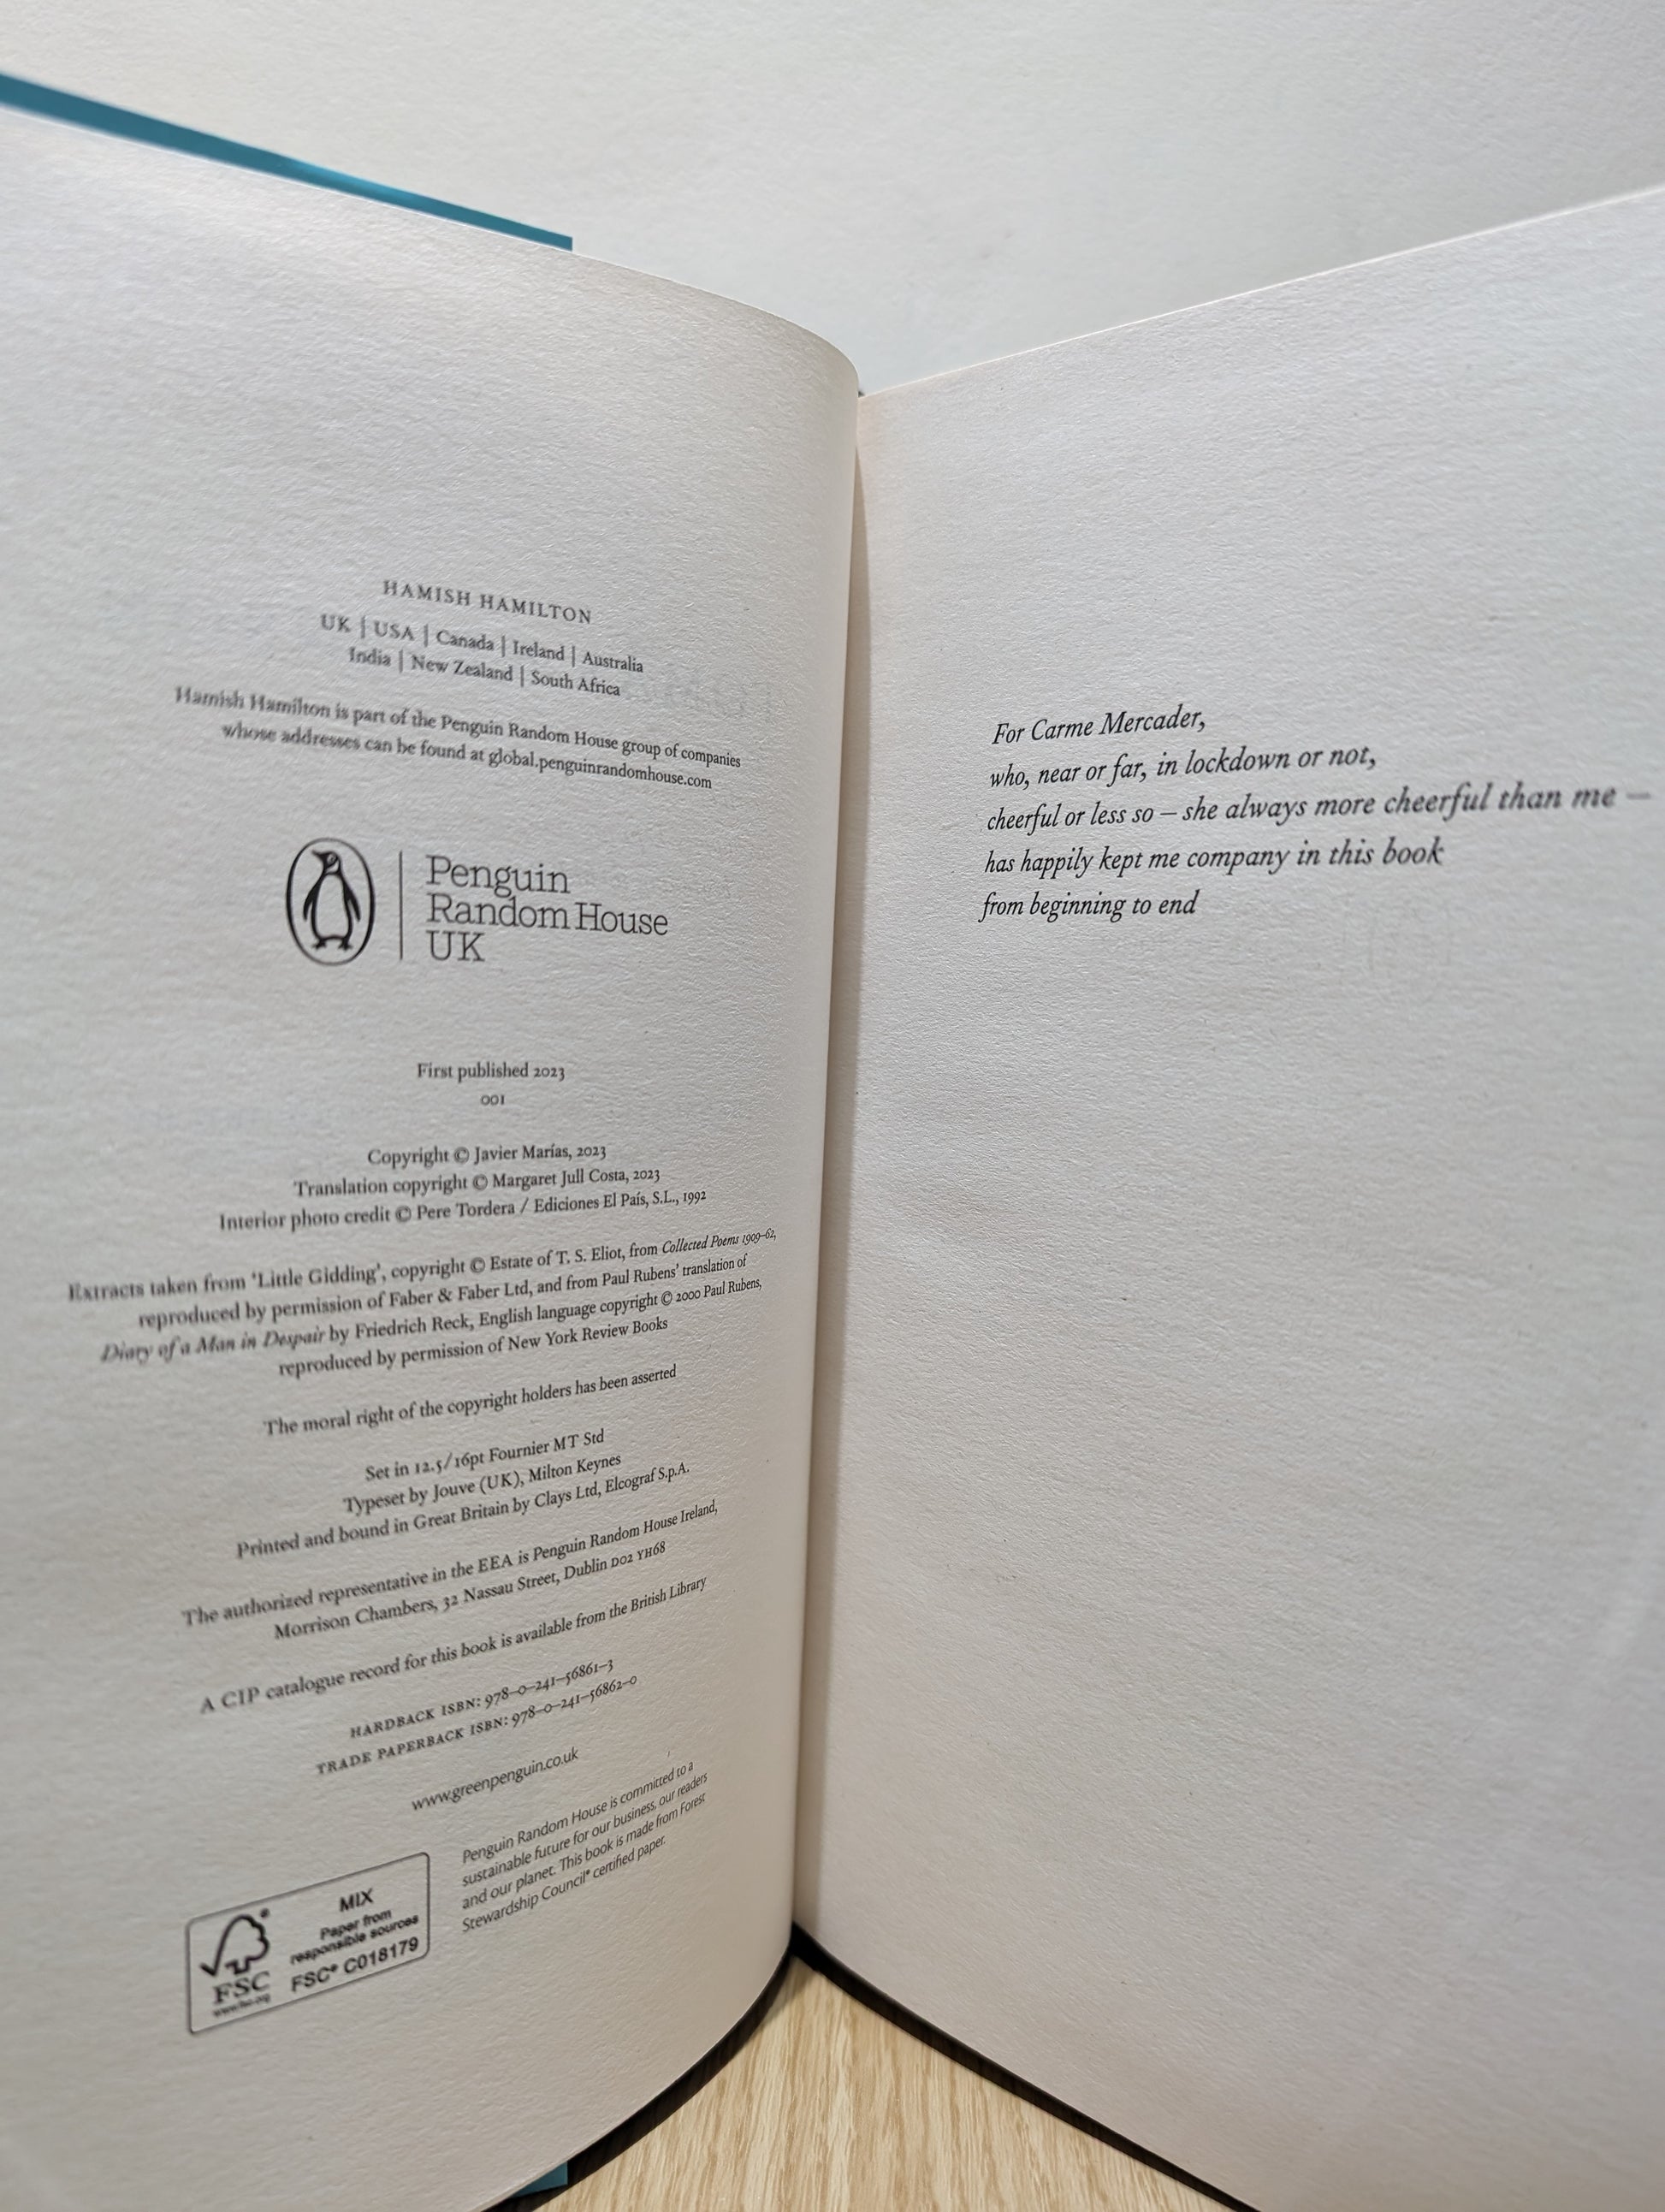 HAMISH HAMILTON
UK | USA | Canada | Ireland | Australia
India | New Zealand | South Africa
Hamish Hamilton is part of the Penguin Random House group of companies
whose addresses can be found at global.penguinrandomhouse.com
Penguin
Random House
UK
First published 2023
001
Copyright © Javier Marías, 2023
Translation copyright © Margaret Jull Costa, 2023
Interior photo credit © Pere Tordera / Ediciones El País, S.L., 1992
Extracts taken from ‘Little Gidding’, copyright © Estate of T. S. Eliot, from Collected Poems 1909–62,
reproduced by permission of Faber & Faber Ltd, and from Paul Rubens’ translation of
Diary of a Man in Despair by Friedrich Reck, English language copyright © 2000 Paul Rubens,
reproduced by permission of New York Review Books
The moral right of the copyright holders has been asserted
Set in 12.5/16pt Fournier MT Std
Typeset by Jouve (UK), Milton Keynes
Printed and bound in Great Britain by Clays Ltd, Elcograf S.p.A.
The authorized representative in the EEA is Penguin Random House Ireland,
Morrison Chambers, 32 Nassau Street, Dublin D02 YH68
A CIP catalogue record for this book is available from the British Library
HARDBACK ISBN: 978–0–241–56861–3
TRADE PAPERBACK ISBN: 978–0–241–56862–0
www.greenpenguin.co.uk
MIX
Paper from
responsible sources
FSC® C018179
FSC
www.fsc.org
Penguin Random House is committed to a
sustainable future for our business, our readers
and our planet. This book is made from Forest
Stewardship Council® certified paper.
For Carme Mercader,
who, near or far, in lockdown or not,
cheerful or less so – she always more cheerful than me –
has happily kept me company in this book
from beginning to end